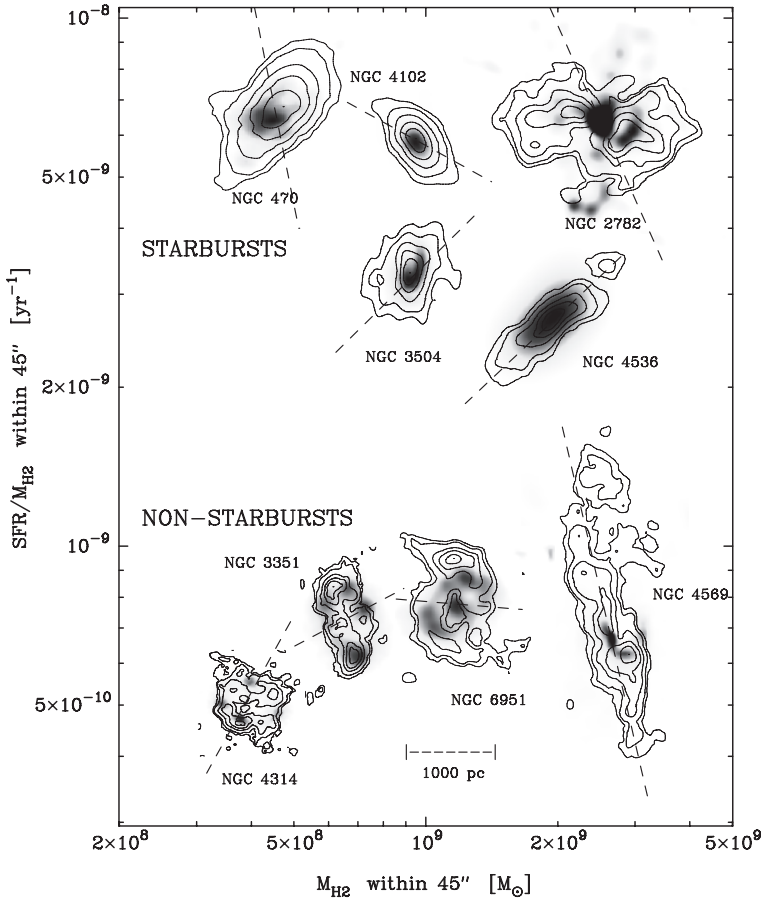 10⁻⁸
NGC 4102
5×10⁻⁹
NGC 470
NGC 2782
STARBURSTS
NGC 3504
NGC 4536
2×10⁻⁹
NON−STARBURSTS
10⁻⁹
NGC 3351
NGC 4569
5×10⁻¹⁰
NGC 6951
1000 pc
NGC 4314
2×10⁸ 5×10⁸ 10⁹ 2×10⁹ 5×10⁹
M_H2 within 45″ [M⊙]
SFR/M_H2 within 45″ [yr⁻¹]